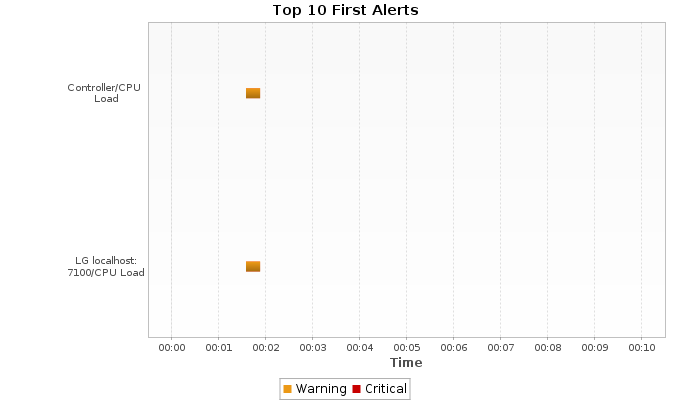 Top 10 First Alerts
Controller/CPU
Load
LG localhost:
7100/CPU Load
00:00 00:01 00:02 00:03 00:04 00:05 00:06 00:07 00:08 00:09 00:10
Time
Warning Critical